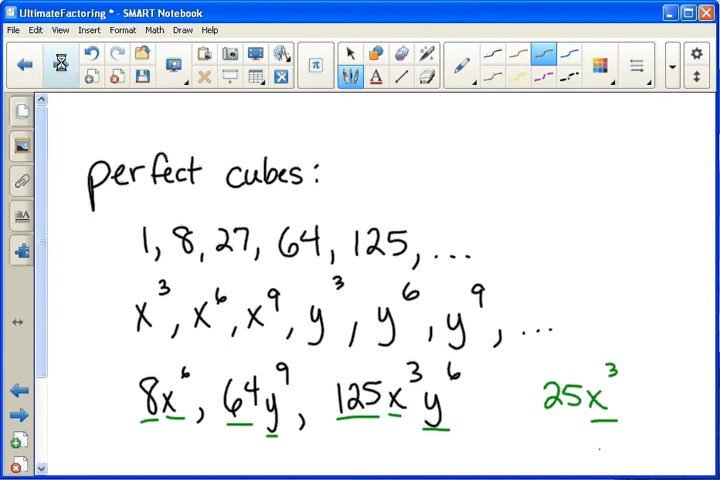 UltimateFactoring * - SMART Notebook
File Edit View Insert Format Math Draw Help
perfect cubes:
1, 8, 27, 64, 125, ...
x³, x⁶, x⁹, y³, y⁶, y⁹, ...
8x⁶, 64y⁹, 125x³y⁶ 25x³